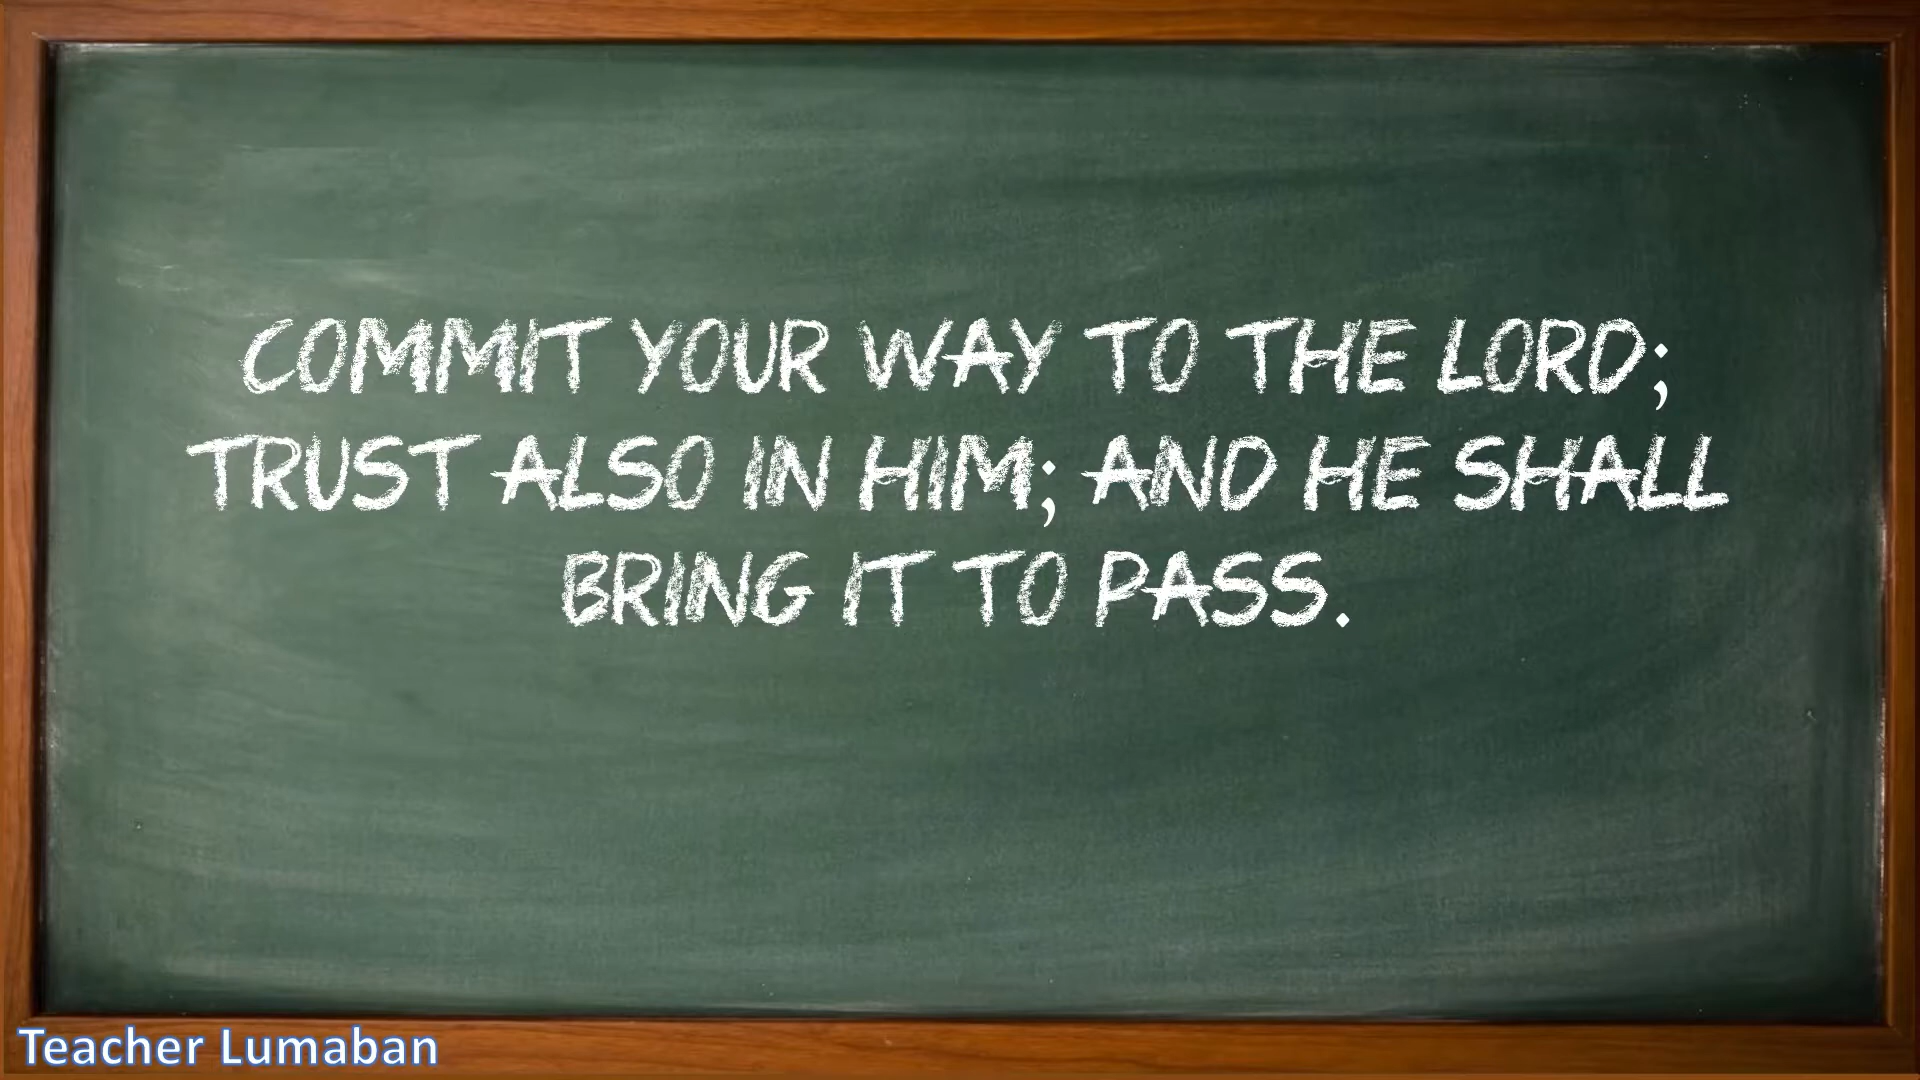 COMMIT YOUR WAY TO THE LORD;
TRUST ALSO IN HIM; AND HE SHALL
BRING IT TO PASS.
Teacher Lumaban